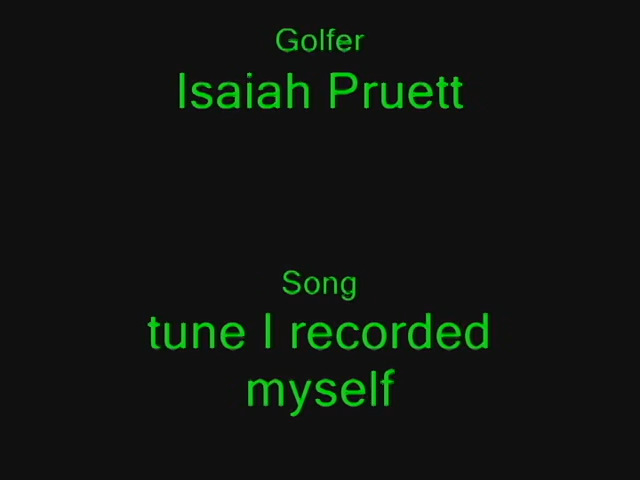 Golfer
Isaiah Pruett
Song
tune I recorded
myself